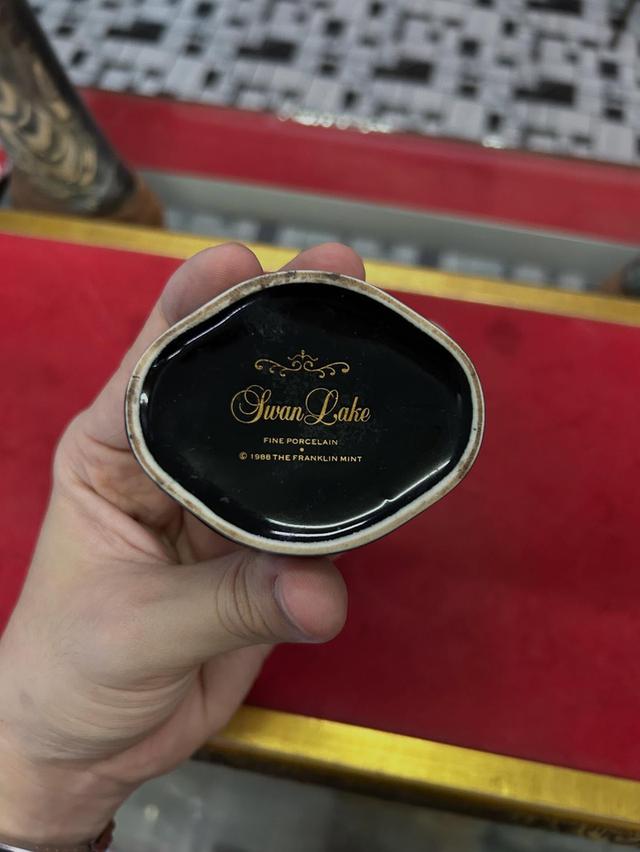 Swan Lake
FINE PORCELAIN
© 1988 THE FRANKLIN MINT